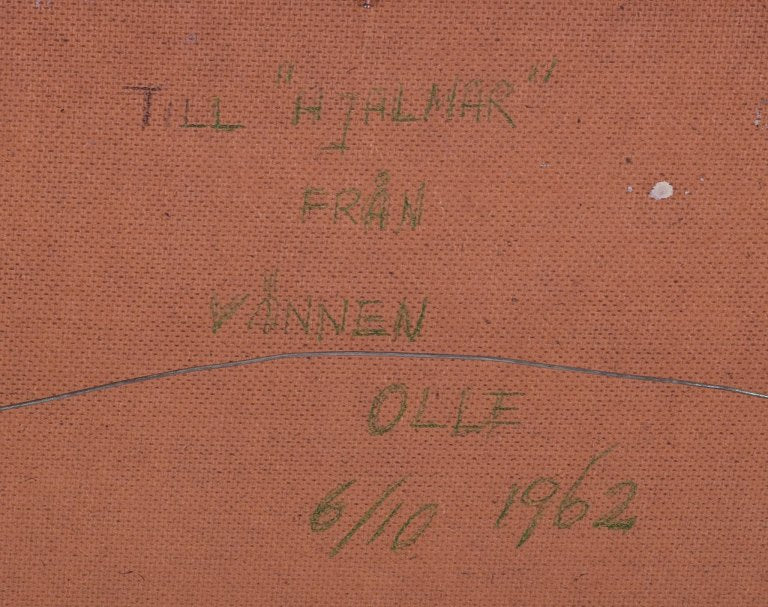 TILL "HJALMAR"
FRÅN
VÄNNEN
OLLE
6/10 1962